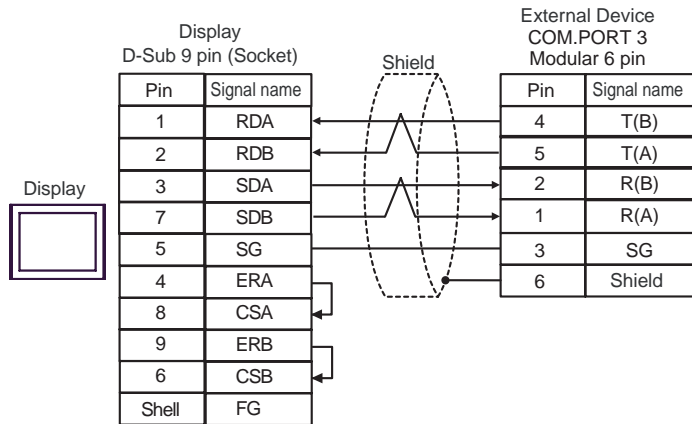 Display
D-Sub 9 pin (Socket)
Shield
External Device
COM.PORT 3
Modular 6 pin
Pin Signal name
Pin Signal name
1 RDA
4 T(B)
2 RDB
5 T(A)
3 SDA
2 R(B)
Display
7 SDB
1 R(A)
5 SG
3 SG
4 ERA
6 Shield
8 CSA
9 ERB
6 CSB
Shell FG